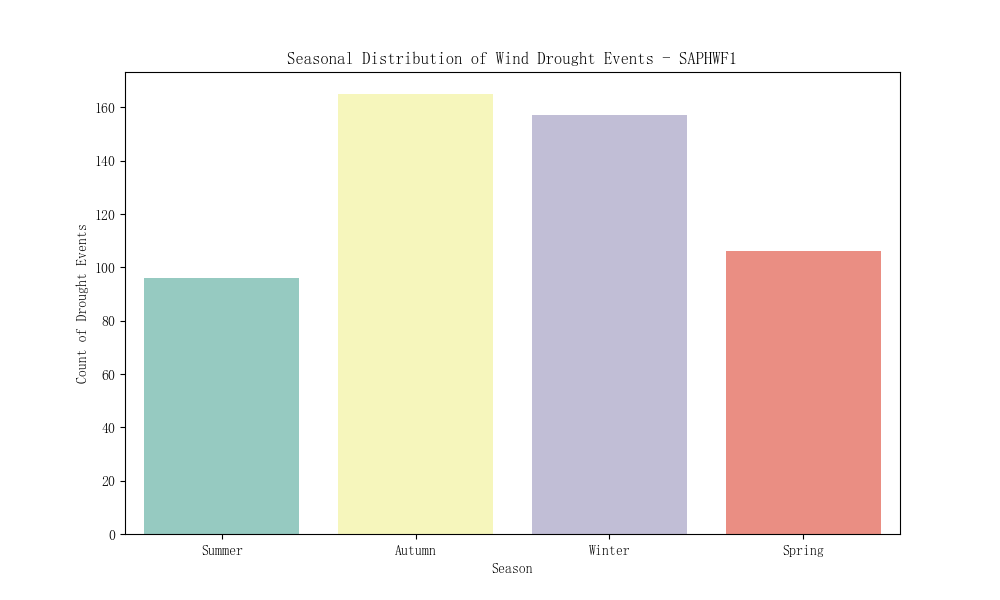 Seasonal Distribution of Wind Drought Events - SAPHWF1
160
140
120
100
80
60
40
20
0
Count of Drought Events
Summer Autumn Winter Spring
Season